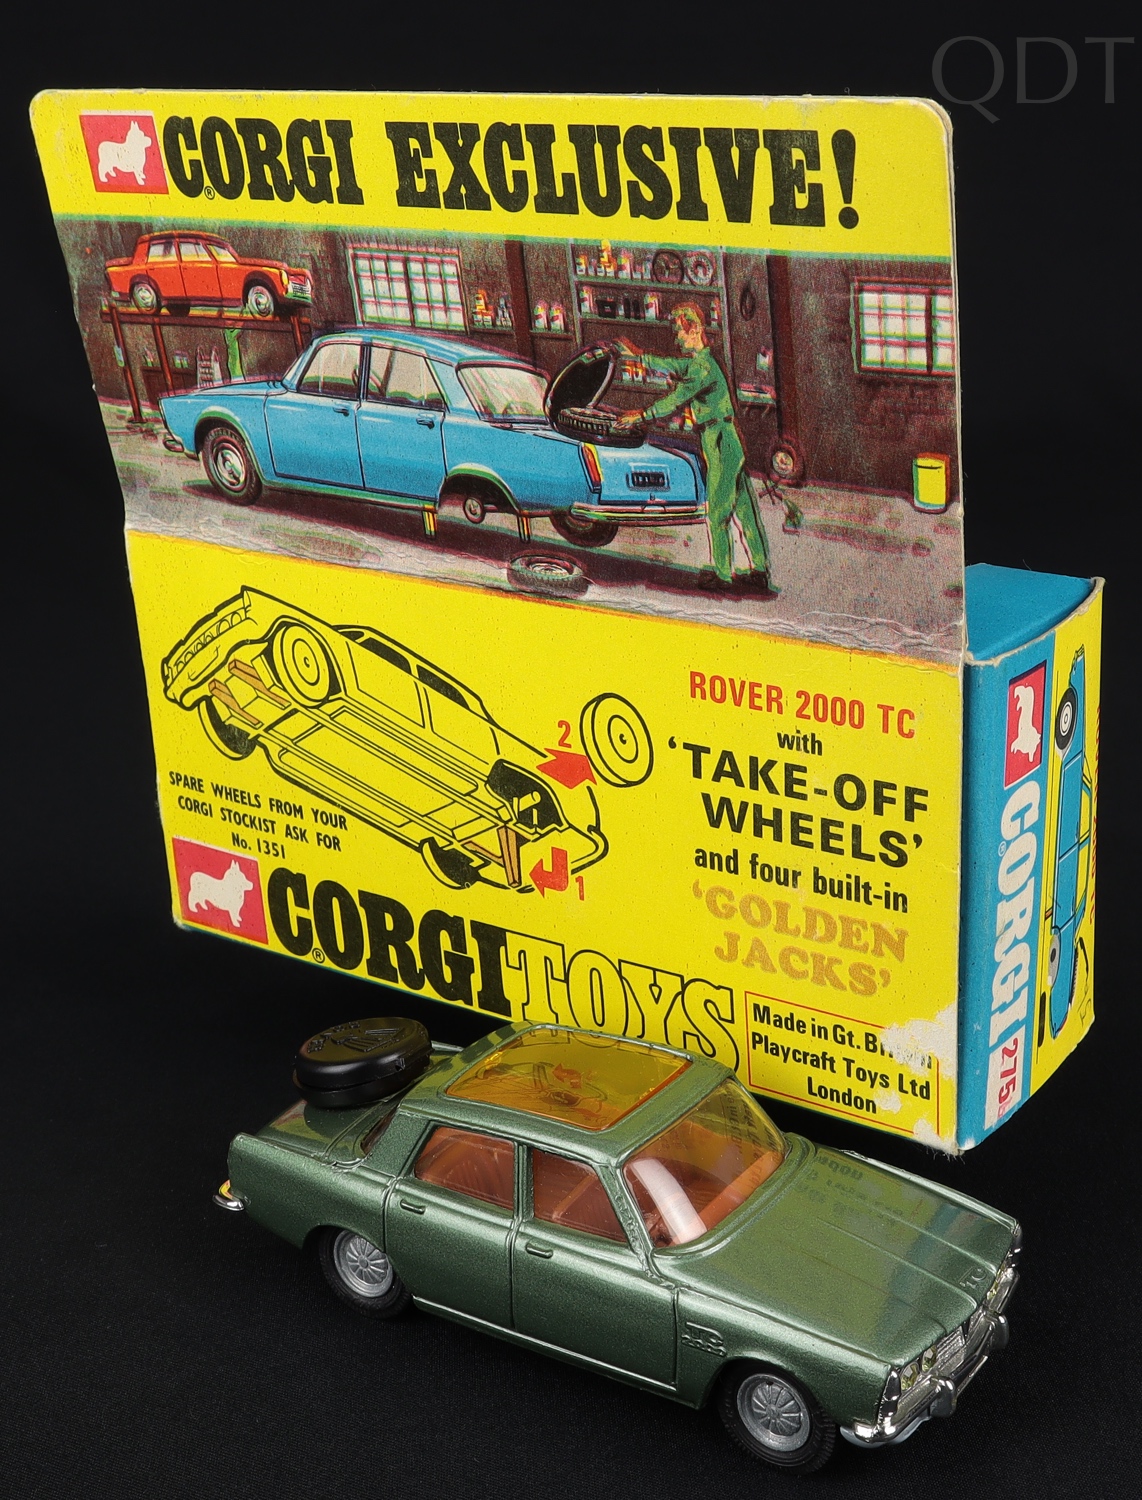 QDT
CORGI EXCLUSIVE!
ROVER 2000 TC
with
'TAKE-OFF
WHEELS'
and four built-in
'GOLDEN
JACKS'
2
1
SPARE WHEELS FROM YOUR
CORGI STOCKIST ASK FOR
No. 1351
CORGI TOYS
®
Made in Gt.
Playcraft Toys Ltd
London
CORGI
®
275
TC
TC